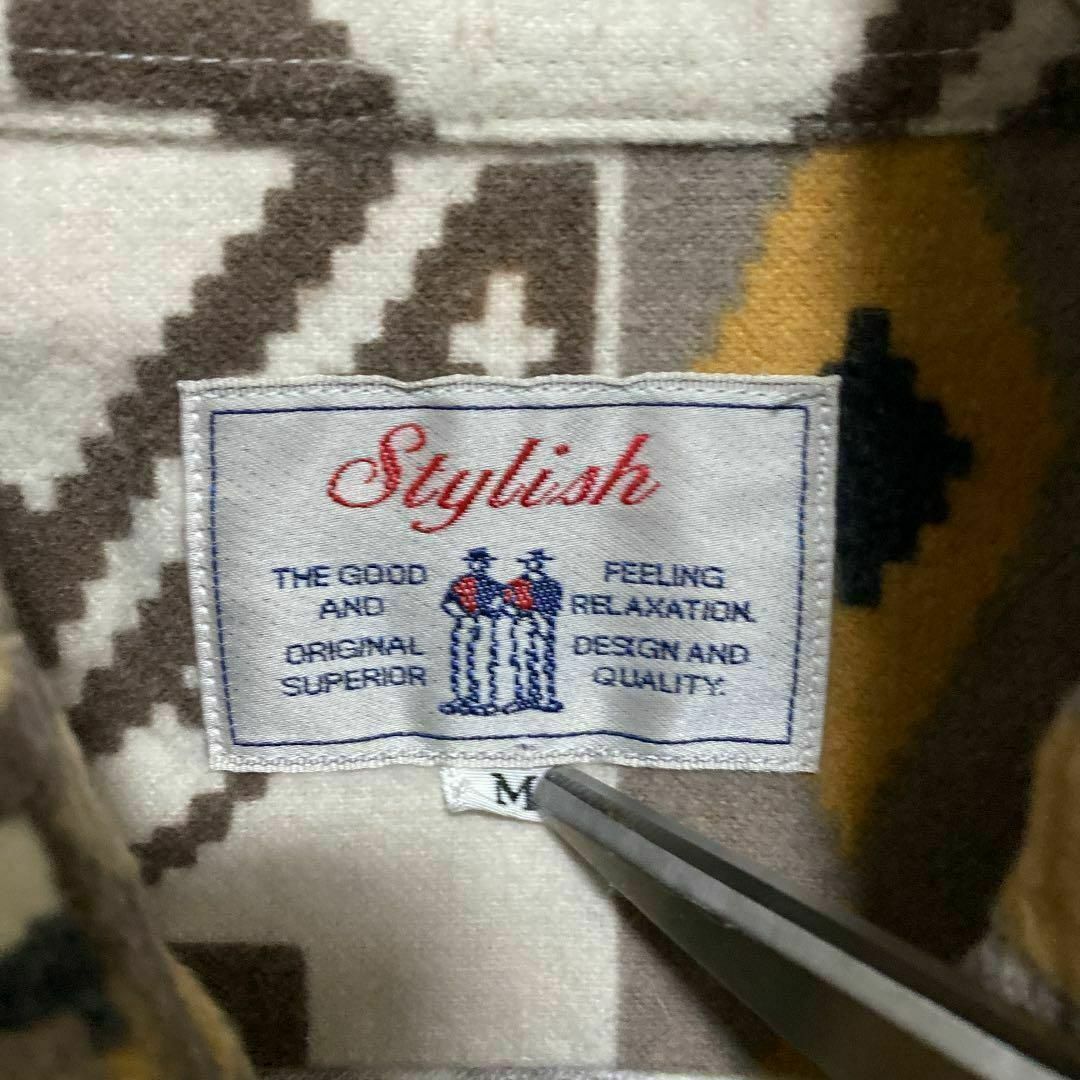 Stylish
THE GOOD
AND
ORIGINAL
SUPERIOR
FEELING
RELAXATION.
DESIGN AND
QUALITY.
M